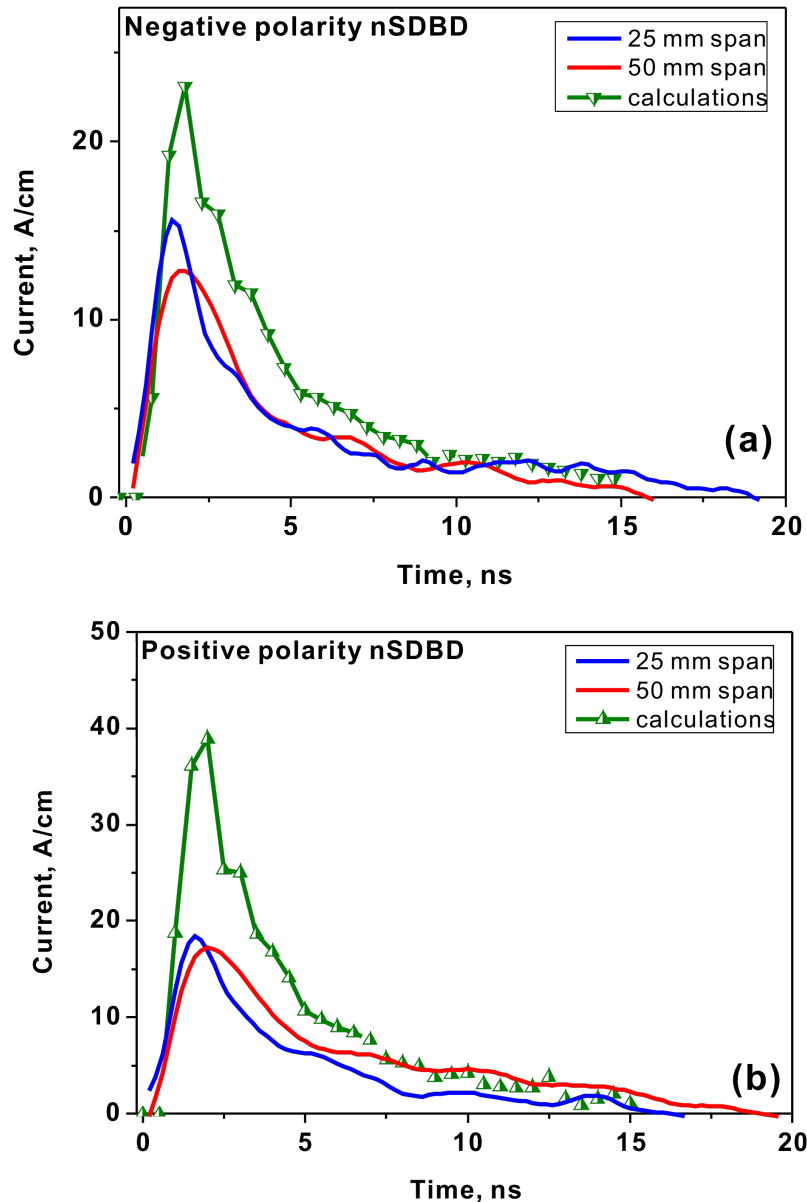 Negative polarity nSDBD
25 mm span
50 mm span
calculations
20
10
0
Current, A/cm
(a)
0
5
10
15
20
Time, ns
50
Positive polarity nSDBD
25 mm span
50 mm span
calculations
40
30
20
10
0
Current, A/cm
(b)
0
5
10
15
20
Time, ns